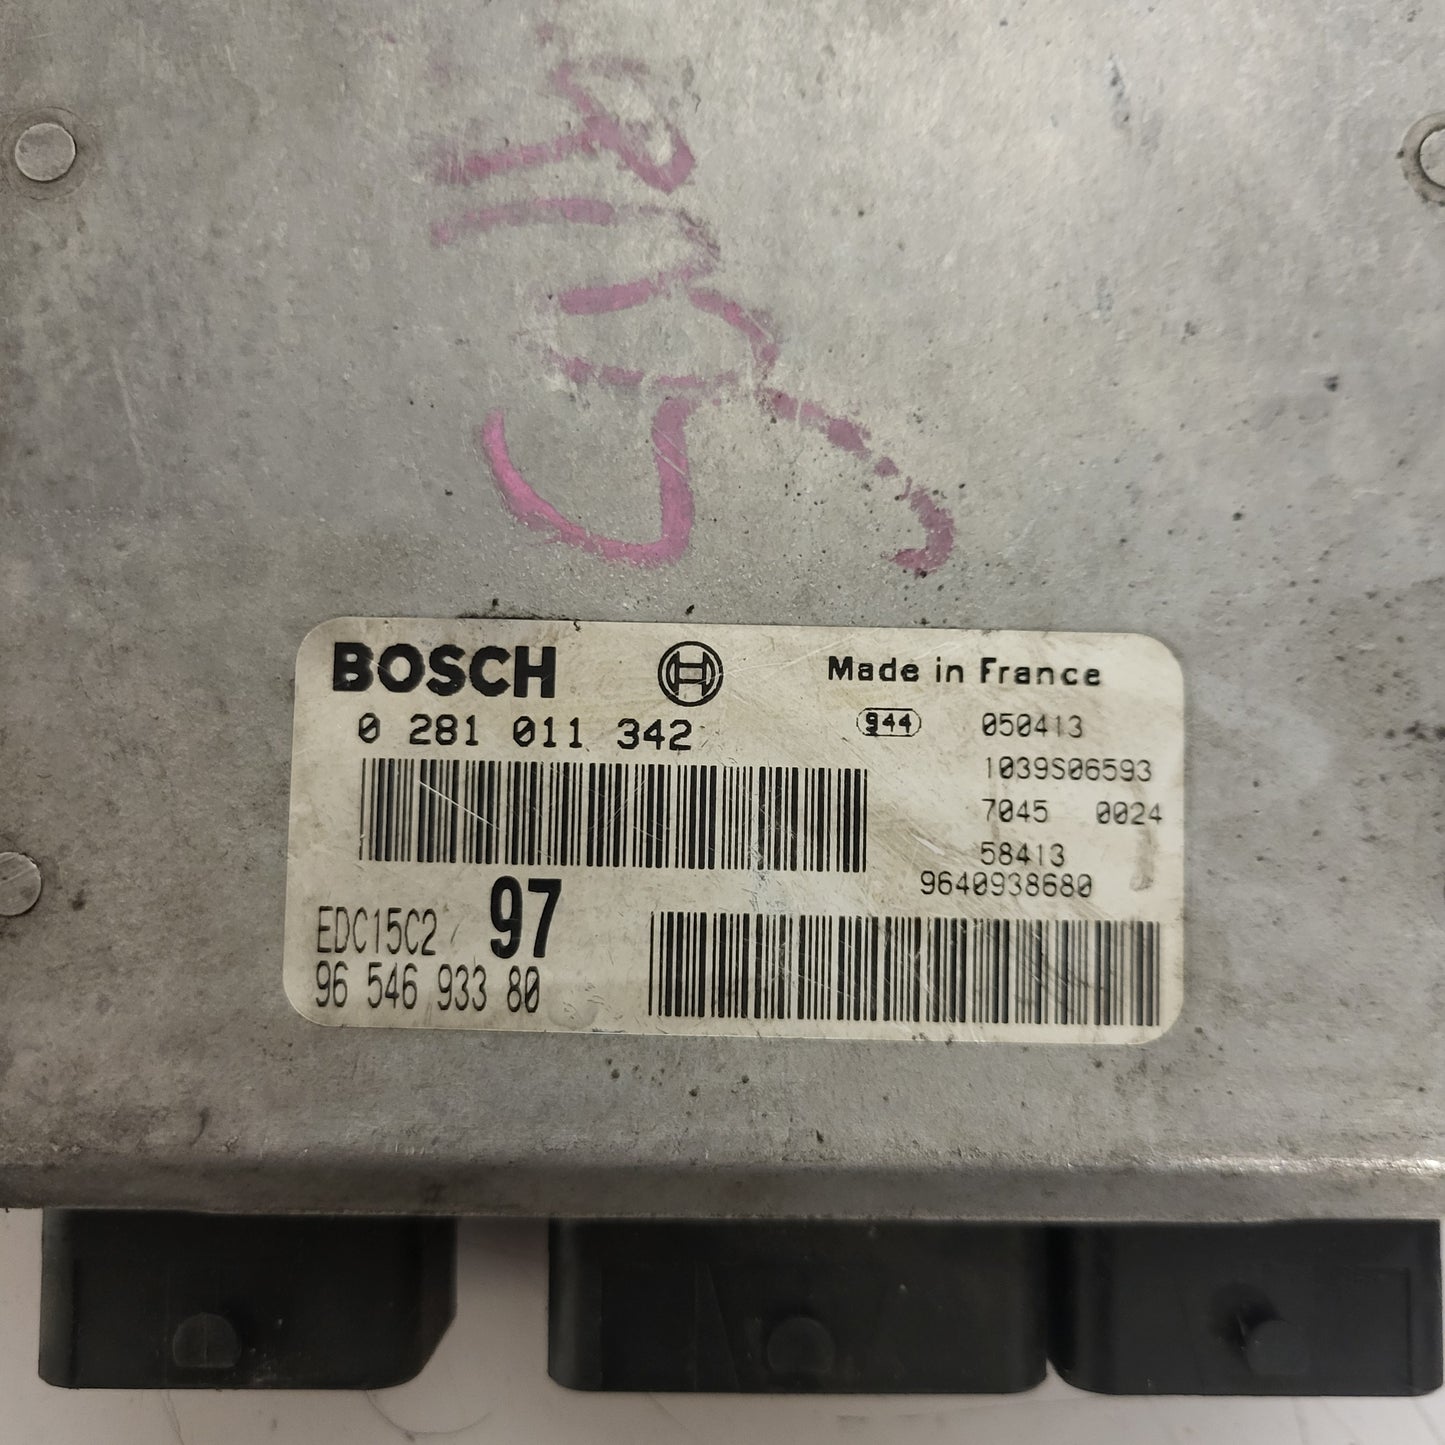 BOSCH
Made in France
0 281 011 342
944
050413
1039S06593
7045 0024
58413
9640938680
EDC15C2
97
96 546 933 80